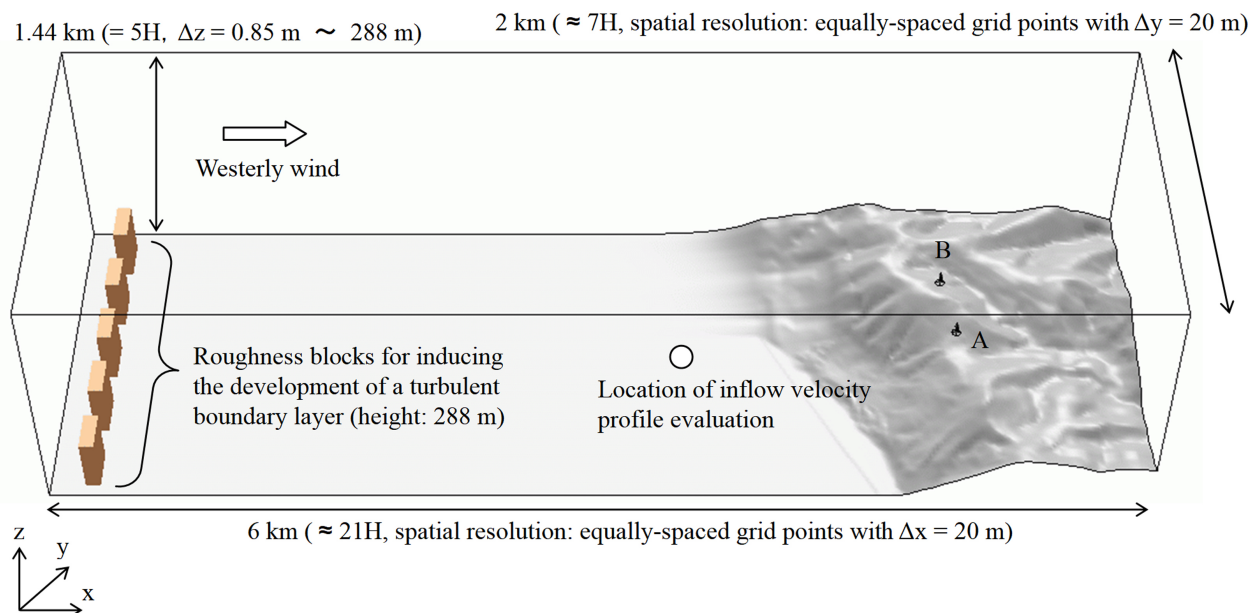 1.44 km (= 5H, Δz = 0.85 m ～ 288 m)
2 km ( ≈ 7H, spatial resolution: equally-spaced grid points with Δy = 20 m)
Westerly wind
B
A
Roughness blocks for inducing
the development of a turbulent
boundary layer (height: 288 m)
Location of inflow velocity
profile evaluation
6 km ( ≈ 21H, spatial resolution: equally-spaced grid points with Δx = 20 m)
z
y
x